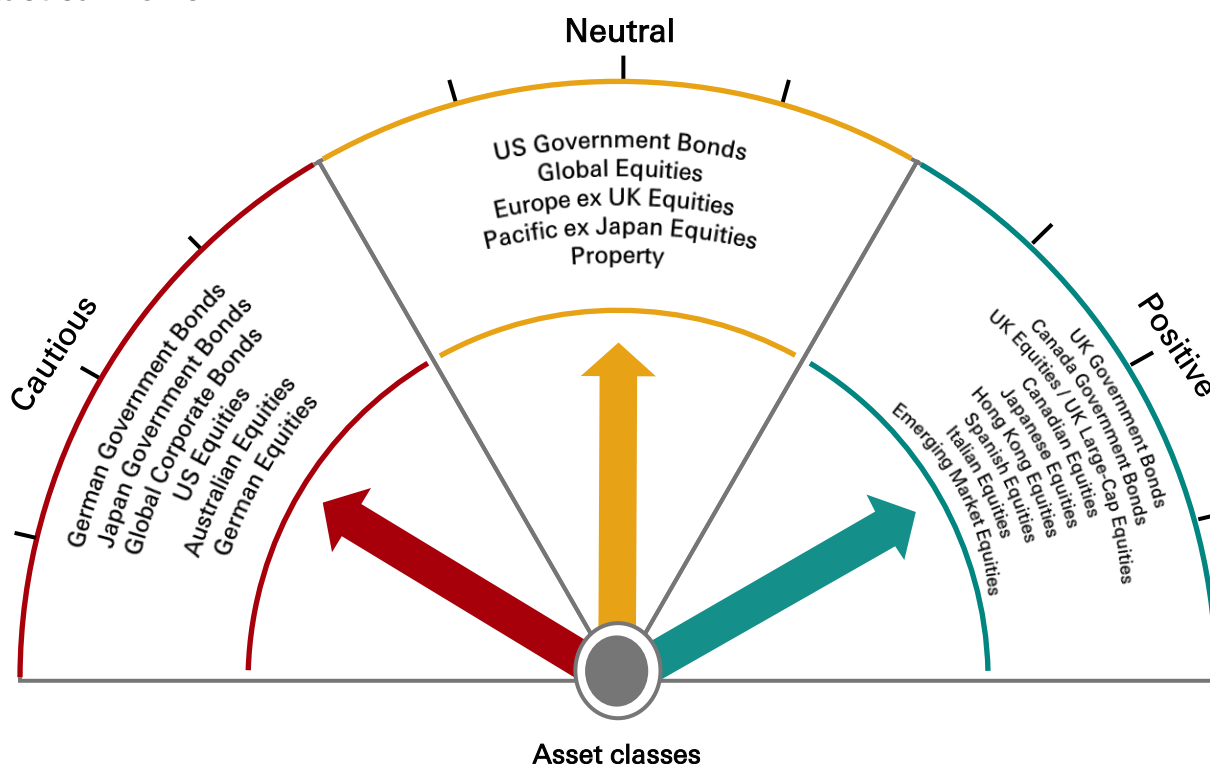 Neutral
US Government Bonds
Global Equities
Europe ex UK Equities
Pacific ex Japan Equities
Property
Cautious
German Government Bonds
Japan Government Bonds
Global Corporate Bonds
US Equities
Australian Equities
German Equities
Positive
UK Government Bonds
Canada Government Bonds
UK Equities / UK Large-Cap Equities
Canadian Equities
Japanese Equities
Hong Kong Equities
Spanish Equities
Italian Equities
Emerging Market Equities
Asset classes